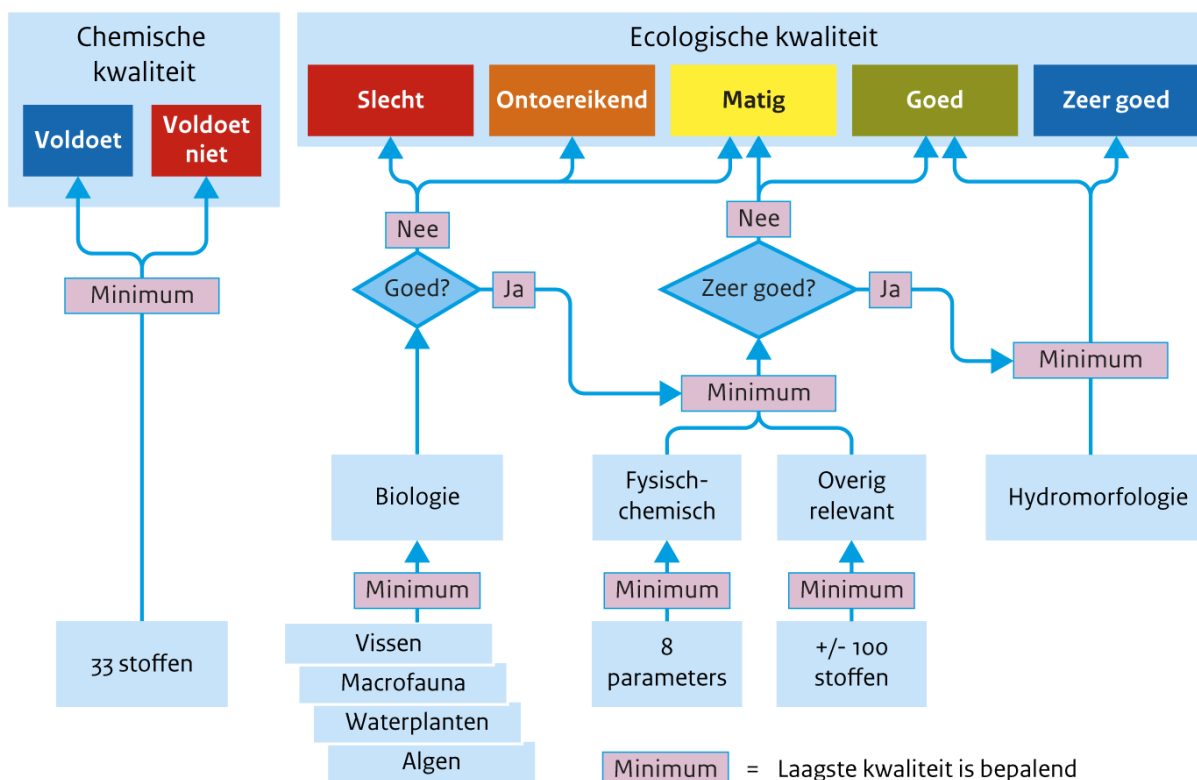 Chemische
kwaliteit
Voldoet
Voldoet
niet
Minimum
33 stoffen
Ecologische kwaliteit
Slecht
Ontoereikend
Matig
Goed
Zeer goed
Nee
Nee
Goed?
Ja
Zeer goed?
Ja
Minimum
Minimum
Biologie
Fysisch-
chemisch
Overig
relevant
Hydromorfologie
Minimum
Minimum
Minimum
Vissen
Macrofauna
Waterplanten
Algen
8
parameters
+/- 100
stoffen
Minimum = Laagste kwaliteit is bepalend